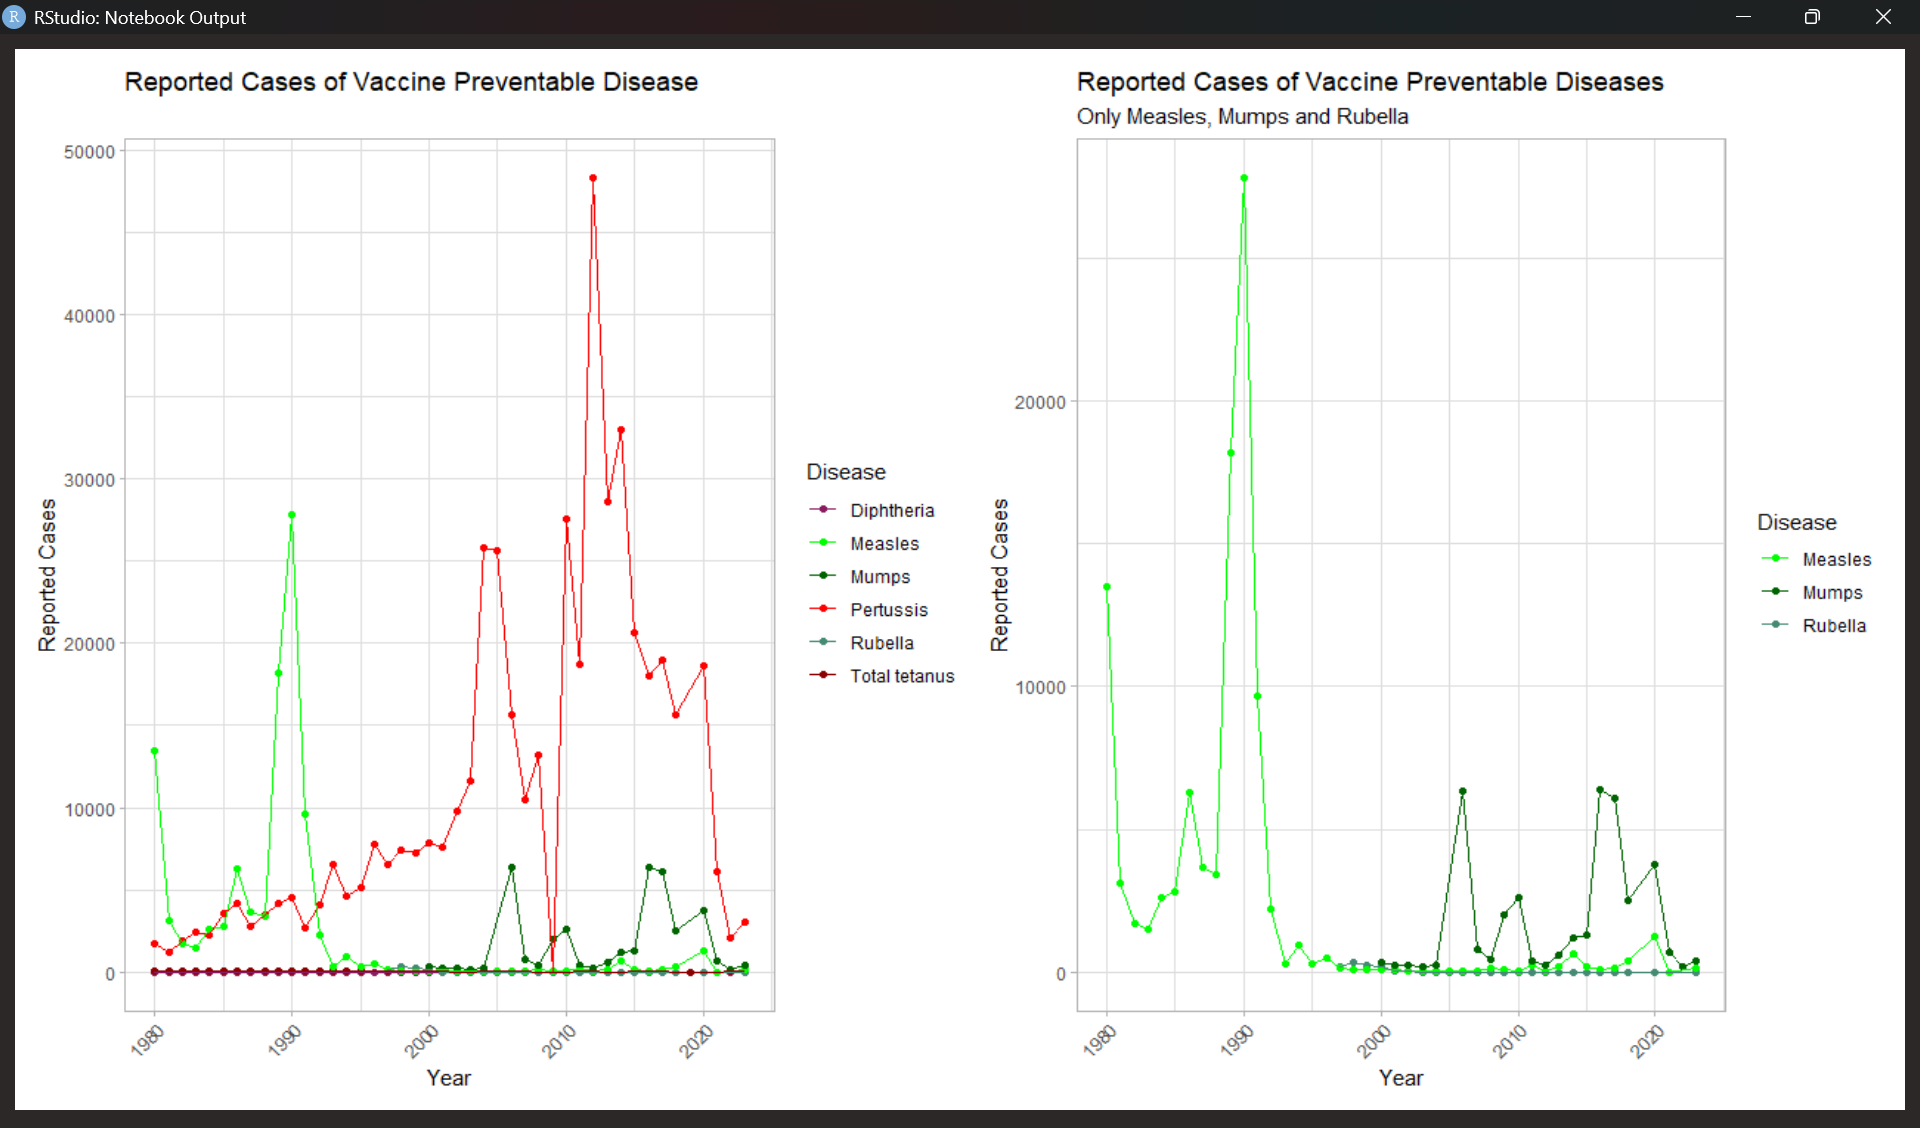 R RStudio: Notebook Output
Reported Cases of Vaccine Preventable Disease
50000
40000
30000
20000
10000
0
Reported Cases
1980 1990 2000 2010 2020
Year
Disease
Diphtheria
Measles
Mumps
Pertussis
Rubella
Total tetanus
Reported Cases of Vaccine Preventable Diseases
Only Measles, Mumps and Rubella
20000
10000
0
Reported Cases
1980 1990 2000 2010 2020
Year
Disease
Measles
Mumps
Rubella